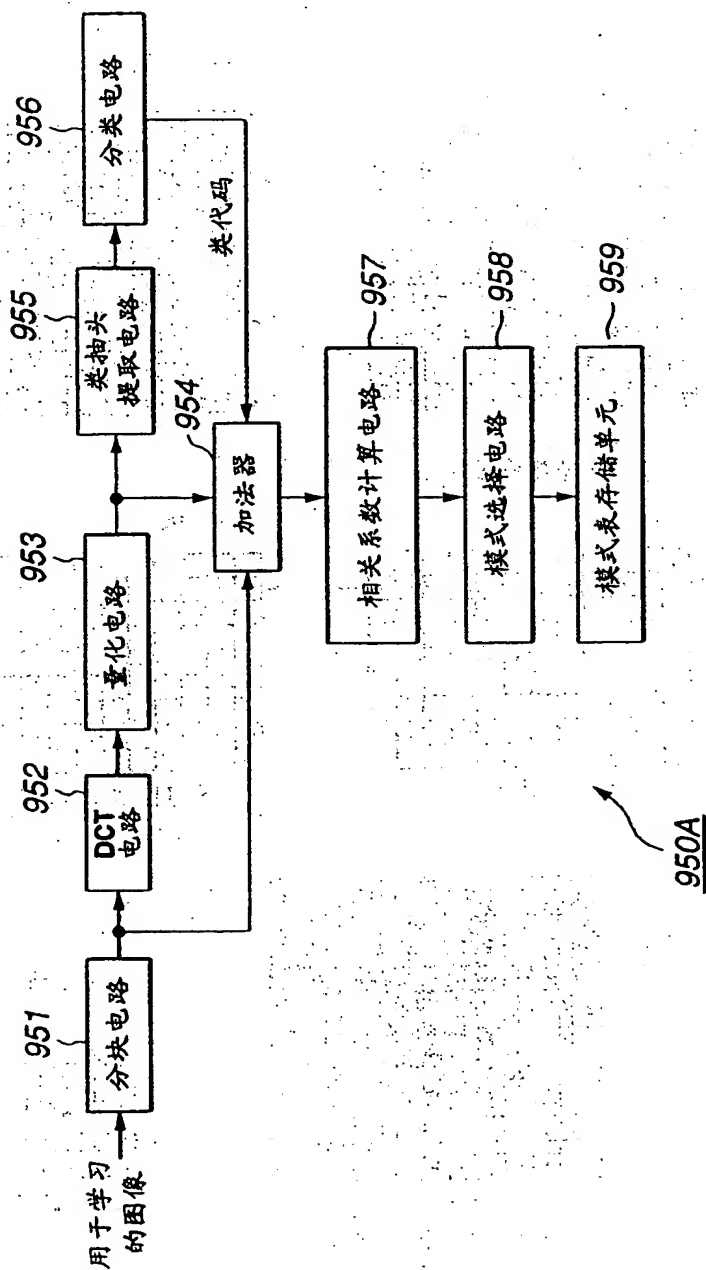 用于学习
的图像
951
分块电路
952
DCT
电路
953
量化电路
954
加法器
955
类抽头
提取电路
956
分类电路
类代码
957
相关系数计算电路
958
模式选择电路
959
模式表存储单元
950A